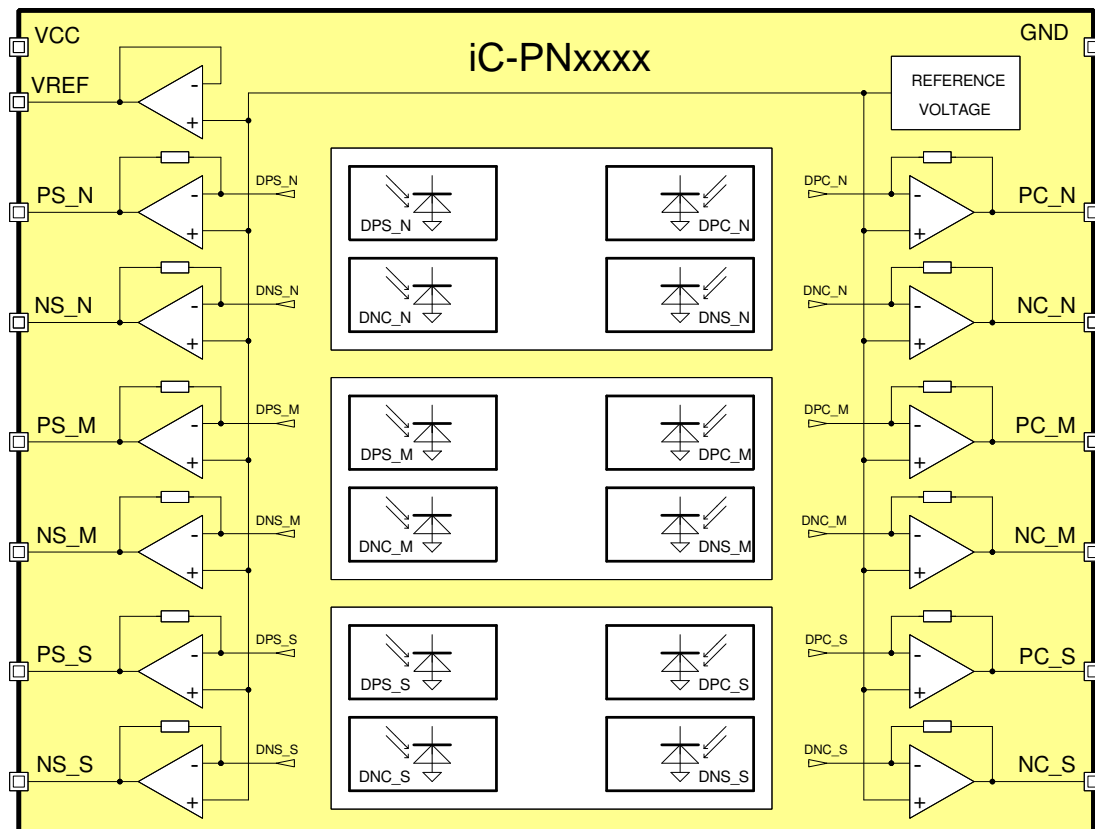 VCC
iC-PNxxxx
GND
VREF
-
+
REFERENCE
VOLTAGE
PS_N
-
+
DPS_N
DPS_N
DPC_N
DPC_N
-
+
PC_N
NS_N
-
+
DNS_N
DNC_N
DNS_N
DNC_N
-
+
NC_N
PS_M
-
+
DPS_M
DPS_M
DPC_M
DPC_M
-
+
PC_M
NS_M
-
+
DNS_M
DNC_M
DNS_M
DNC_M
-
+
NC_M
PS_S
-
+
DPS_S
DPS_S
DPC_S
DPC_S
-
+
PC_S
NS_S
-
+
DNS_S
DNC_S
DNS_S
DNC_S
-
+
NC_S